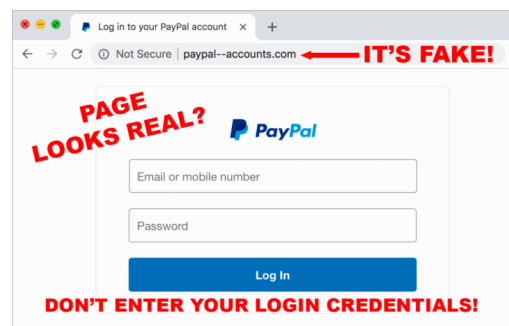 Log in to your PayPal account
Not Secure | paypal--accounts.com
IT'S FAKE!
PAGE
LOOKS REAL?
PayPal
Email or mobile number
Password
Log In
DON'T ENTER YOUR LOGIN CREDENTIALS!